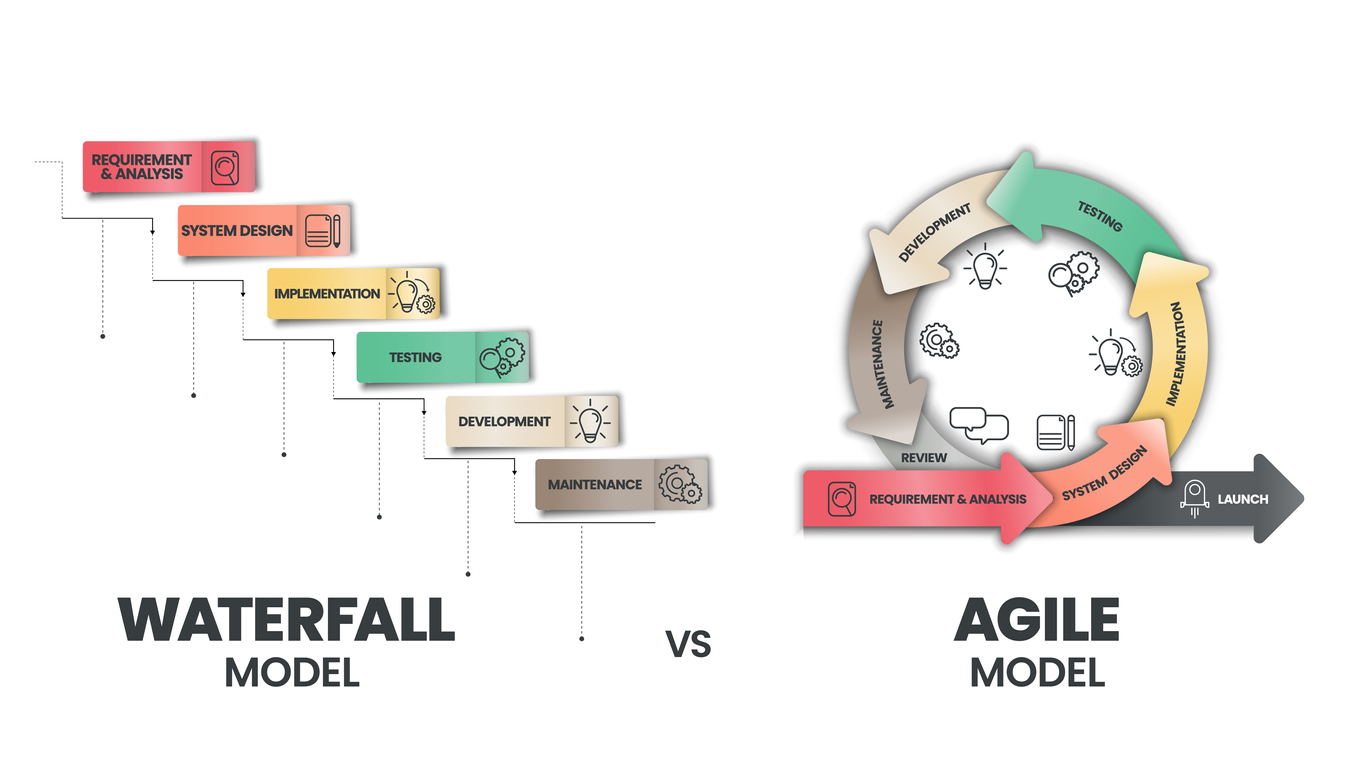 REQUIREMENT
& ANALYSIS
SYSTEM DESIGN
IMPLEMENTATION
TESTING
DEVELOPMENT
MAINTENANCE
WATERFALL
MODEL
VS
TESTING
DEVELOPMENT
IMPLEMENTATION
MAINTENANCE
REVIEW
SYSTEM DESIGN
REQUIREMENT & ANALYSIS
LAUNCH
AGILE
MODEL